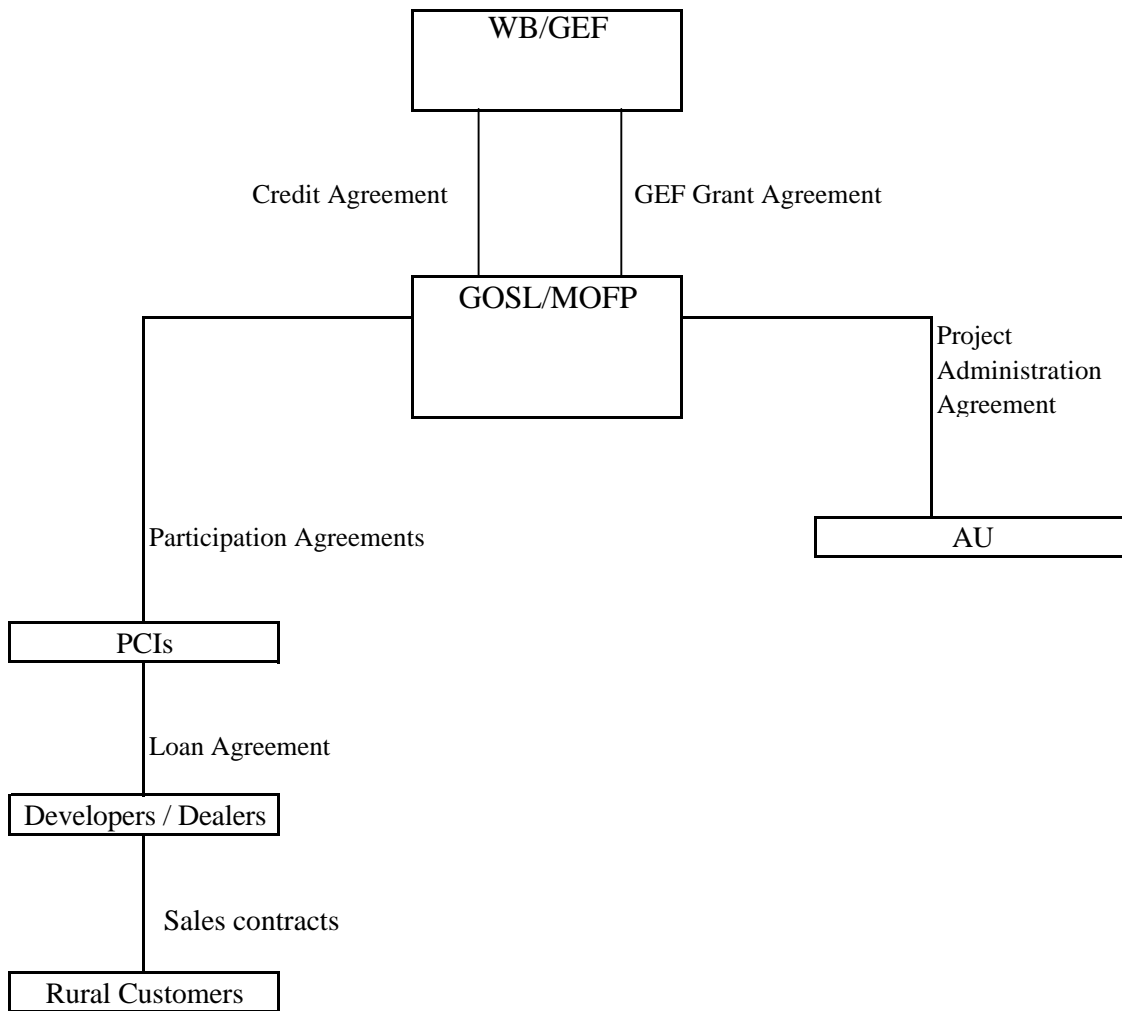 WB/GEF
Credit Agreement
GEF Grant Agreement
GOSL/MOFP
Project
Administration
Agreement
Participation Agreements
AU
PCIs
Loan Agreement
Developers / Dealers
Sales contracts
Rural Customers